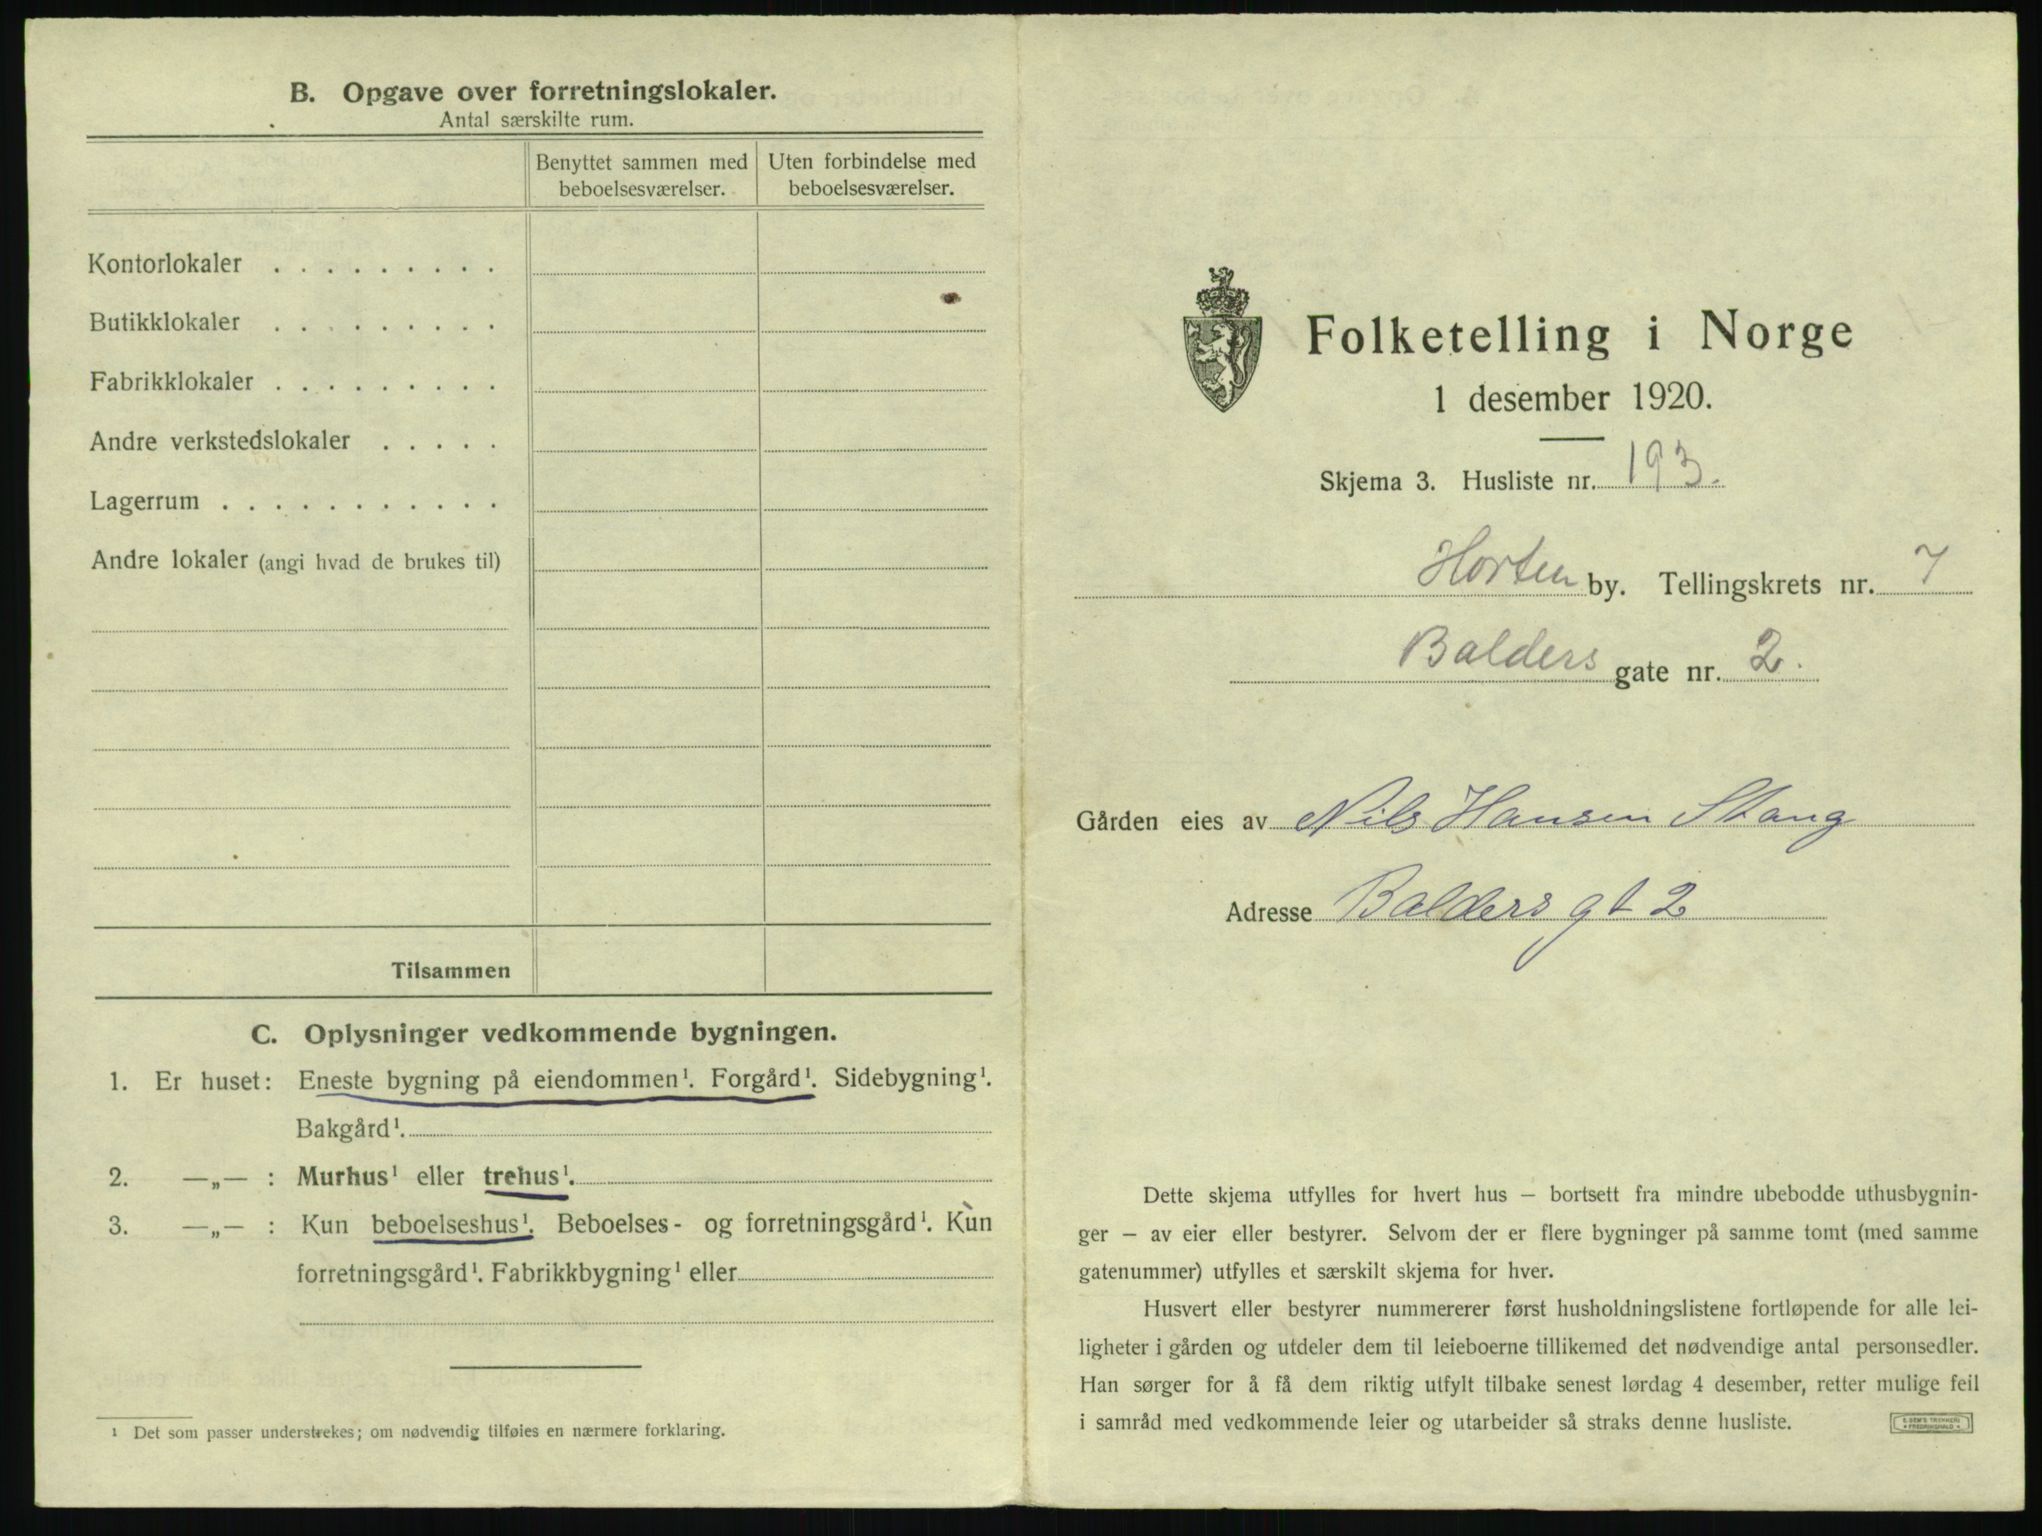 B. Opgave over forretningslokaler.
Antal særskilte rum.
Benyttet sammen med beboelsesværelser.
Uten forbindelse med beboelsesværelser.
Kontorlokaler . . . . . . . . .
Butikklokaler . . . . . . . . .
Fabrikklokaler . . . . . . . . .
Andre verkstedslokaler . . . . .
Lagerrum . . . . . . . . . . .
Andre lokaler (angi hvad de brukes til)
Tilsammen
C. Oplysninger vedkommende bygningen.
1. Er huset: Eneste bygning på eiendommen¹. Forgård¹. Sidebygning¹.
Bakgård¹.
2. —„— : Murhus¹ eller trehus¹.
3. —„— : Kun beboelseshus¹. Beboelses- og forretningsgård¹. Kun
forretningsgård¹. Fabrikkbygning¹ eller
¹ Det som passer understrekes; om nødvendig tilføies en nærmere forklaring.
Folketelling i Norge
1 desember 1920.
Skjema 3. Husliste nr. 193.
Horten by. Tellingskrets nr. 7
Balders gate nr. 2.
Gården eies av Nils Hansen Stang
Adresse Balders gt 2
Dette skjema utfylles for hvert hus – bortsett fra mindre ubebodde uthusbygnin-
ger – av eier eller bestyrer. Selvom der er flere bygninger på samme tomt (med samme
gatenummer) utfylles et særskilt skjema for hver.
Husvert eller bestyrer nummererer først husholdningslistene fortløpende for alle lei-
ligheter i gården og utdeler dem til leieboerne tillikemed det nødvendige antal personsedler.
Han sørger for å få dem riktig utfylt tilbake senest lørdag 4 desember, retter mulige feil
i samråd med vedkommende leier og utarbeider så straks denne husliste.